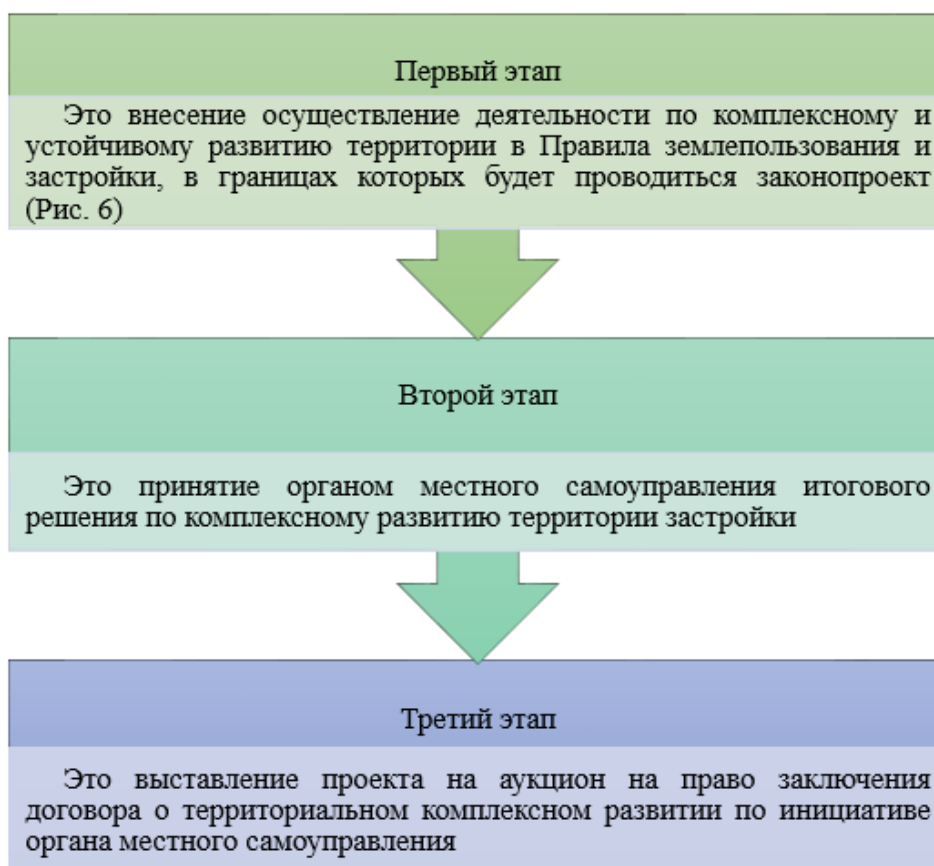 Первый этап
Это внесение осуществление деятельности по комплексному и
устойчивому развитию территории в Правила землепользования и
застройки, в границах которых будет проводиться законопроект
(Рис. 6)
Второй этап
Это принятие органом местного самоуправления итогового
решения по комплексному развитию территории застройки
Третий этап
Это выставление проекта на аукцион на право заключения
договора о территориальном комплексном развитии по инициативе
органа местного самоуправления